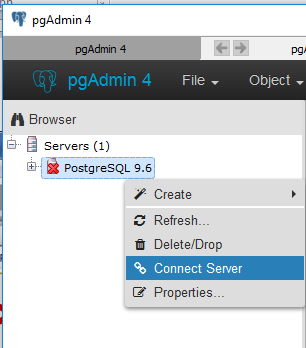 pgAdmin 4
pgAdmin 4 pgA
pgAdmin 4 File Object
Browser
Servers (1)
PostgreSQL 9.6
Create
Refresh...
Delete/Drop
Connect Server
Properties...